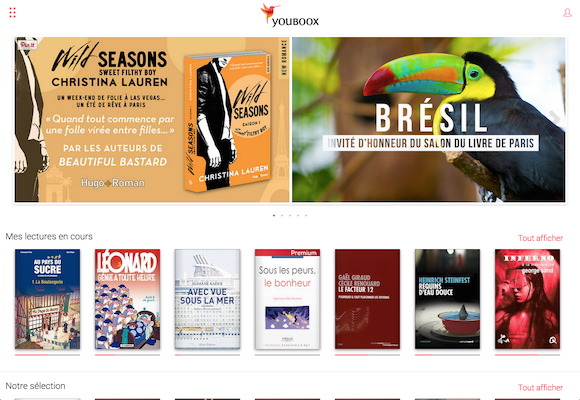 youboox
Pin it
Wild
SEASONS
SWEET FILTHY BOY
CHRISTINA LAUREN
UN WEEK-END DE FOLIE À LAS VEGAS...
UN ÉTÉ DE RÊVE À PARIS
« Quand tout commence par
une folle virée entre filles... »
PAR LES AUTEURS DE
BEAUTIFUL BASTARD
Hugo Roman
NEW ROMANCE
Wild
SEASONS
SAISON 1
Sweet Filthy Boy
CHRISTINA LAUREN
BRÉSIL
INVITÉ D'HONNEUR DU SALON DU LIVRE DE PARIS
Mes lectures en cours
Tout afficher
AU PAYS DU
SUCRE
1. La Boulangerie
LÉONARD
GÉNIE À TOUTE HEURE
AVEC VUE
SOUS LA MER
Premium
Sous les peurs,
le bonheur
GAËL GIRAUD
CÉCILE RENOUARD
LE FACTEUR 12
HEINRICH STEINFEST
REQUINS
D'EAU DOUCE
INFERNO
george sand
Notre sélection
Tout afficher